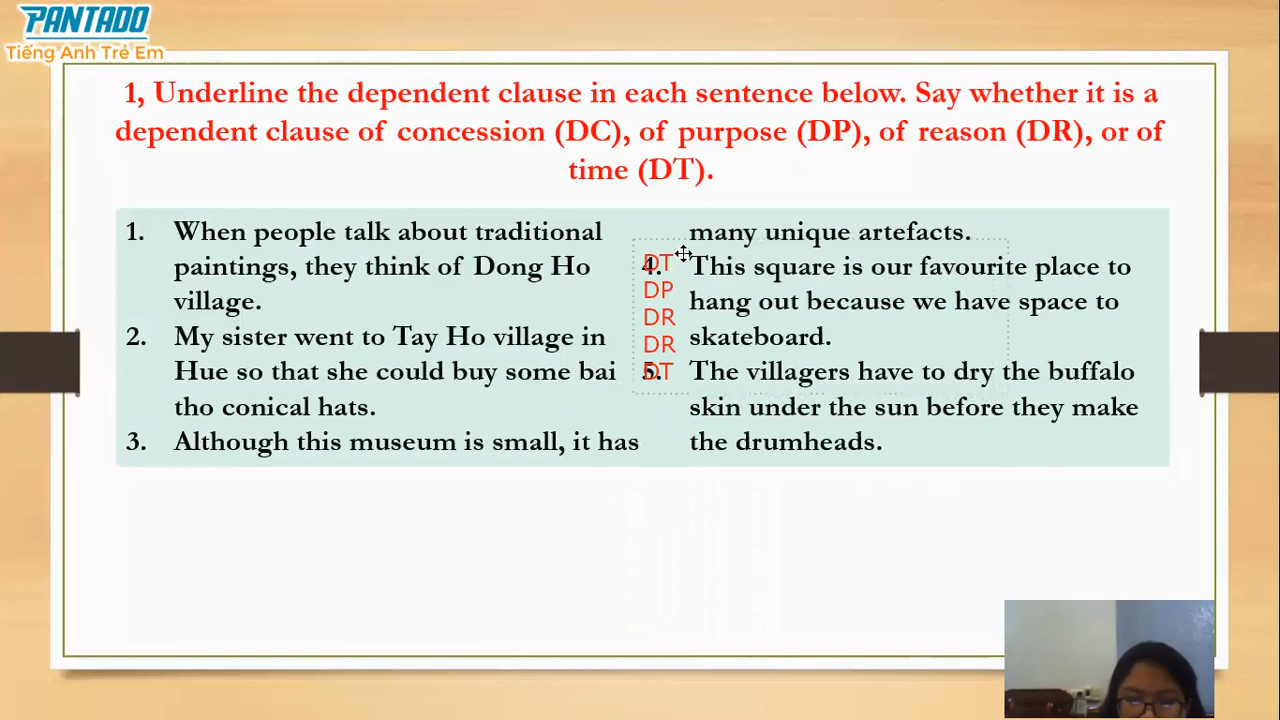 PANTADO
Tiếng Anh Trẻ Em
1, Underline the dependent clause in each sentence below. Say whether it is a
dependent clause of concession (DC), of purpose (DP), of reason (DR), or of
time (DT).
1. When people talk about traditional
paintings, they think of Dong Ho
village.
2. My sister went to Tay Ho village in
Hue so that she could buy some bai
tho conical hats.
3. Although this museum is small, it has
many unique artefacts.
4. This square is our favourite place to
hang out because we have space to
skateboard.
5. The villagers have to dry the buffalo
skin under the sun before they make
the drumheads.
DT
DP
DR
DR
DT